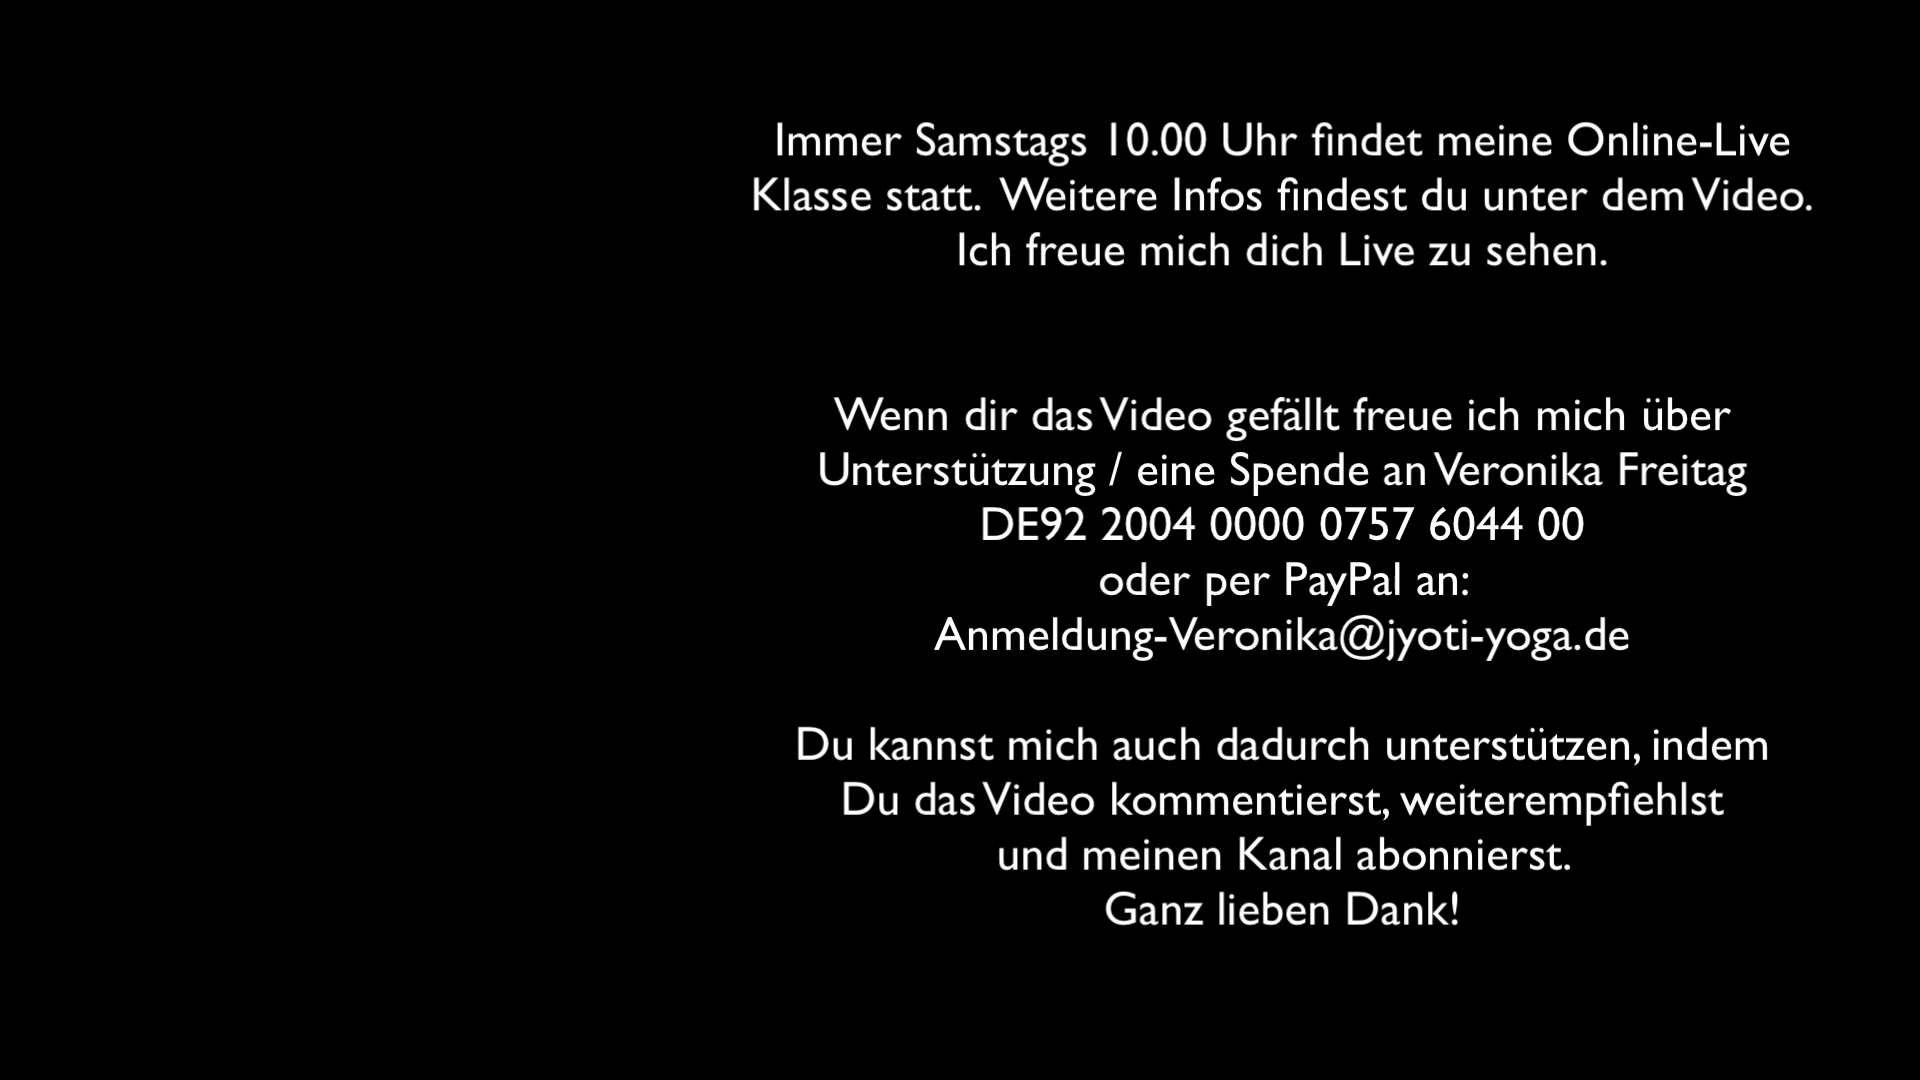 Immer Samstags 10.00 Uhr findet meine Online-Live
Klasse statt. Weitere Infos findest du unter dem Video.
Ich freue mich dich Live zu sehen.
Wenn dir das Video gefällt freue ich mich über
Unterstützung / eine Spende an Veronika Freitag
DE92 2004 0000 0757 6044 00
oder per PayPal an:
Anmeldung-Veronika@jyoti-yoga.de
Du kannst mich auch dadurch unterstützen, indem
Du das Video kommentierst, weiterempfiehlst
und meinen Kanal abonnierst.
Ganz lieben Dank!